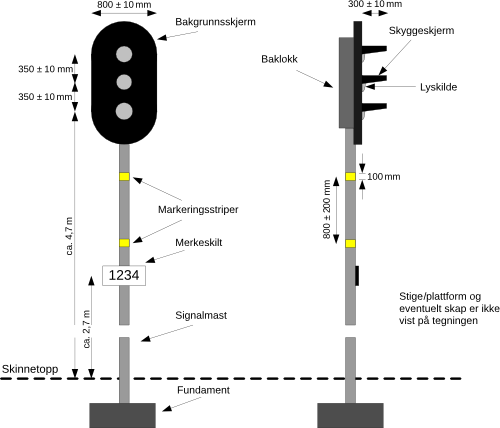 800 ± 10 mm
300 ± 10 mm
Bakgrunnsskjerm
Skyggeskjerm
Baklokk
350 ± 10 mm
Lyskilde
350 ± 10 mm
100 mm
800 ± 200 mm
Markeringsstriper
ca. 4,7 m
Merkeskilt
1234
Stige/plattform og
eventuelt skap er ikke
vist på tegningen
ca. 2,7 m
Signalmast
Skinnetopp
Fundament